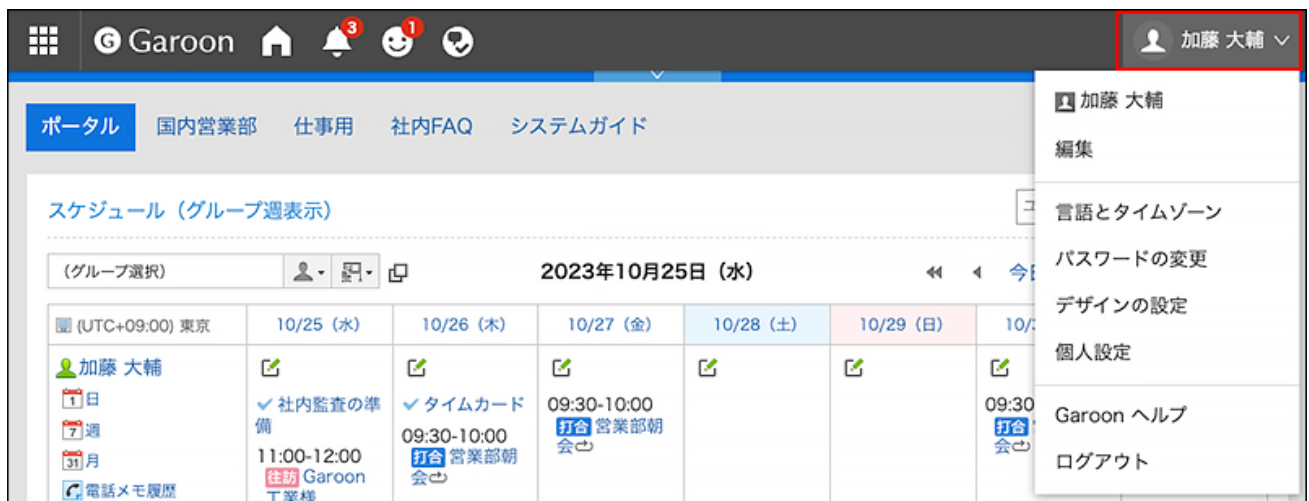 Garoon 3 1 加藤 大輔
加藤 大輔
編集
言語とタイムゾーン
パスワードの変更
デザインの設定
個人設定
Garoon ヘルプ
ログアウト
ポータル 国内営業部 仕事用 社内FAQ システムガイド
スケジュール（グループ週表示）
(グループ選択) 2023年10月25日（水） 今
(UTC+09:00) 東京 10/25（水） 10/26（木） 10/27（金） 10/28（土） 10/29（日） 10/
加藤 大輔
1 日
7 週
31 月
電話メモ履歴
社内監査の準
備
11:00-12:00
往訪 Garoon
工業様
タイムカード
09:30-10:00
打合 営業部朝
会
09:30-10:00
打合 営業部朝
会
09:30
打合
会